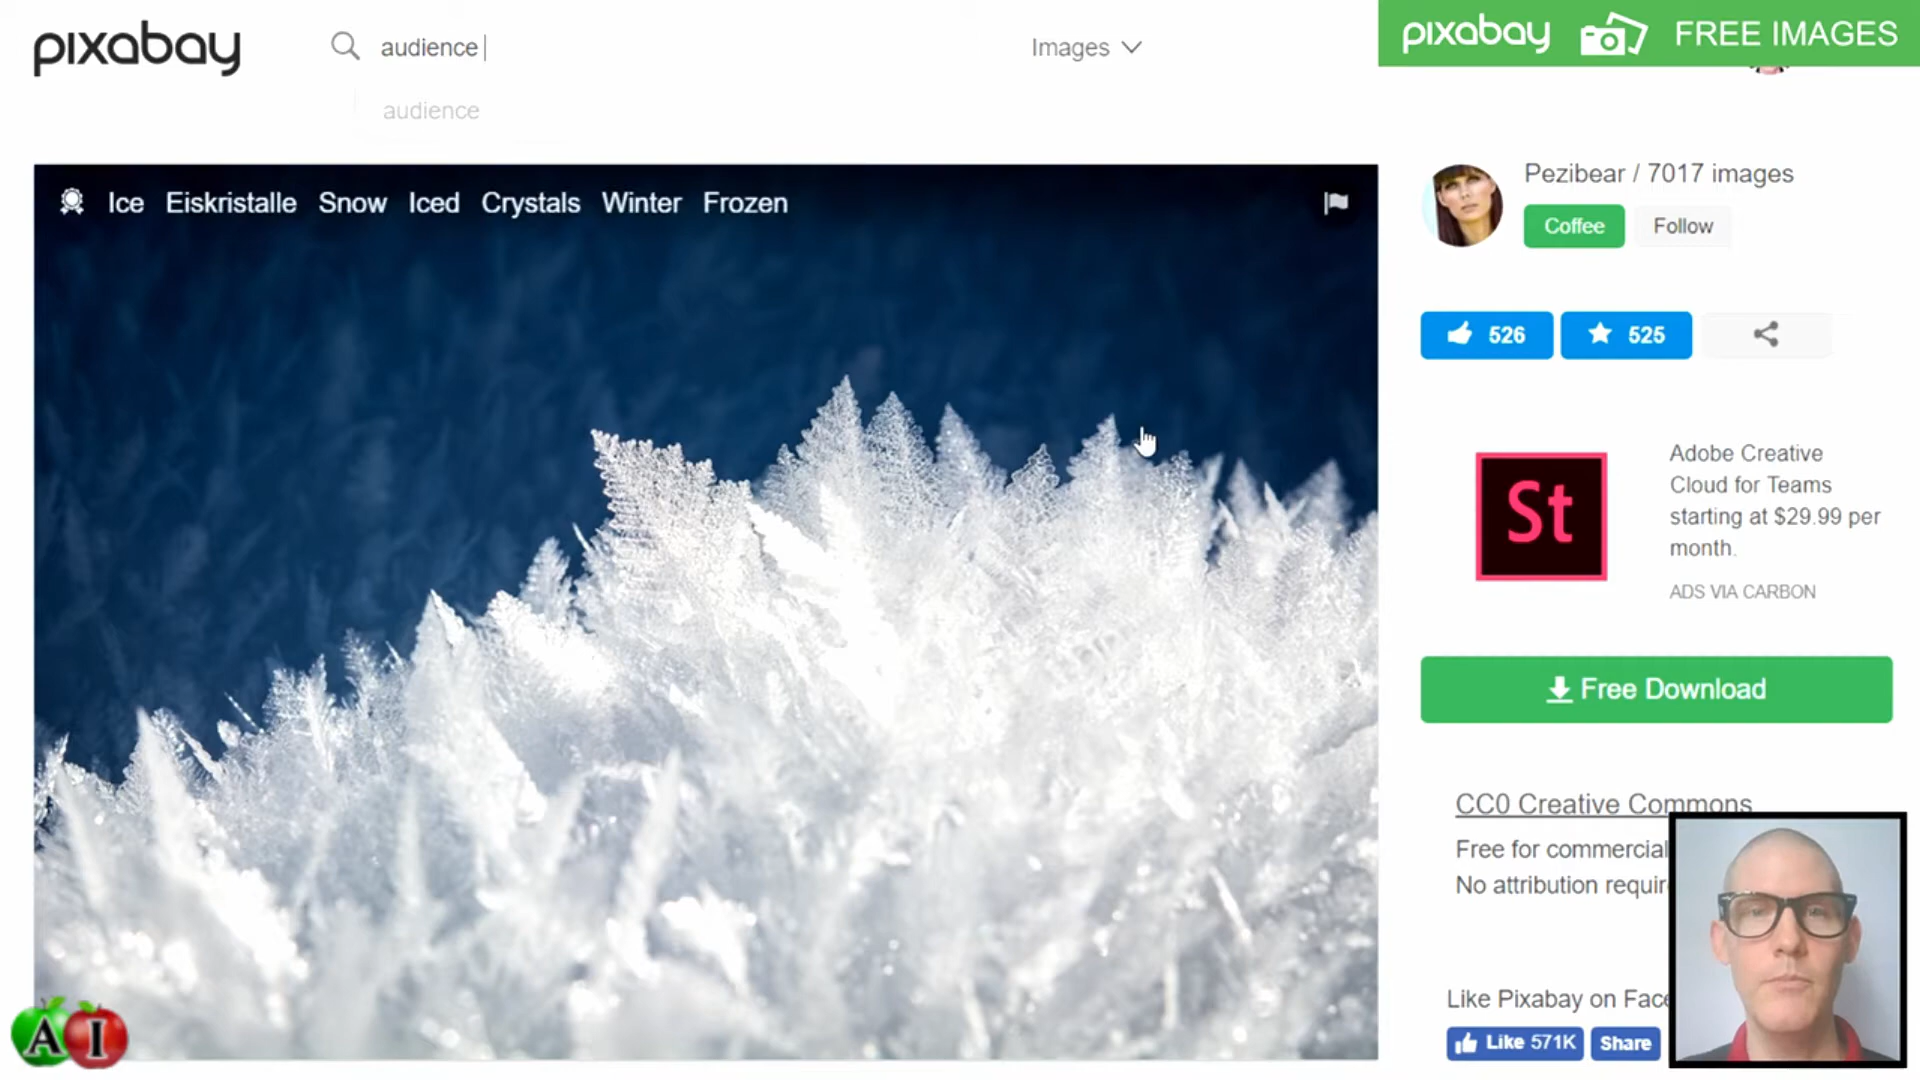 pixabay
audience
Images
pixabay FREE IMAGES
audience
Ice Eiskristalle Snow Iced Crystals Winter Frozen
Pezibear / 7017 images
Coffee Follow
526 525
St
Adobe Creative
Cloud for Teams
starting at $29.99 per
month.
ADS VIA CARBON
Free Download
CC0 Creative Commons
Free for commercial
No attribution requir
Like Pixabay on Face
Like 571K Share
A I